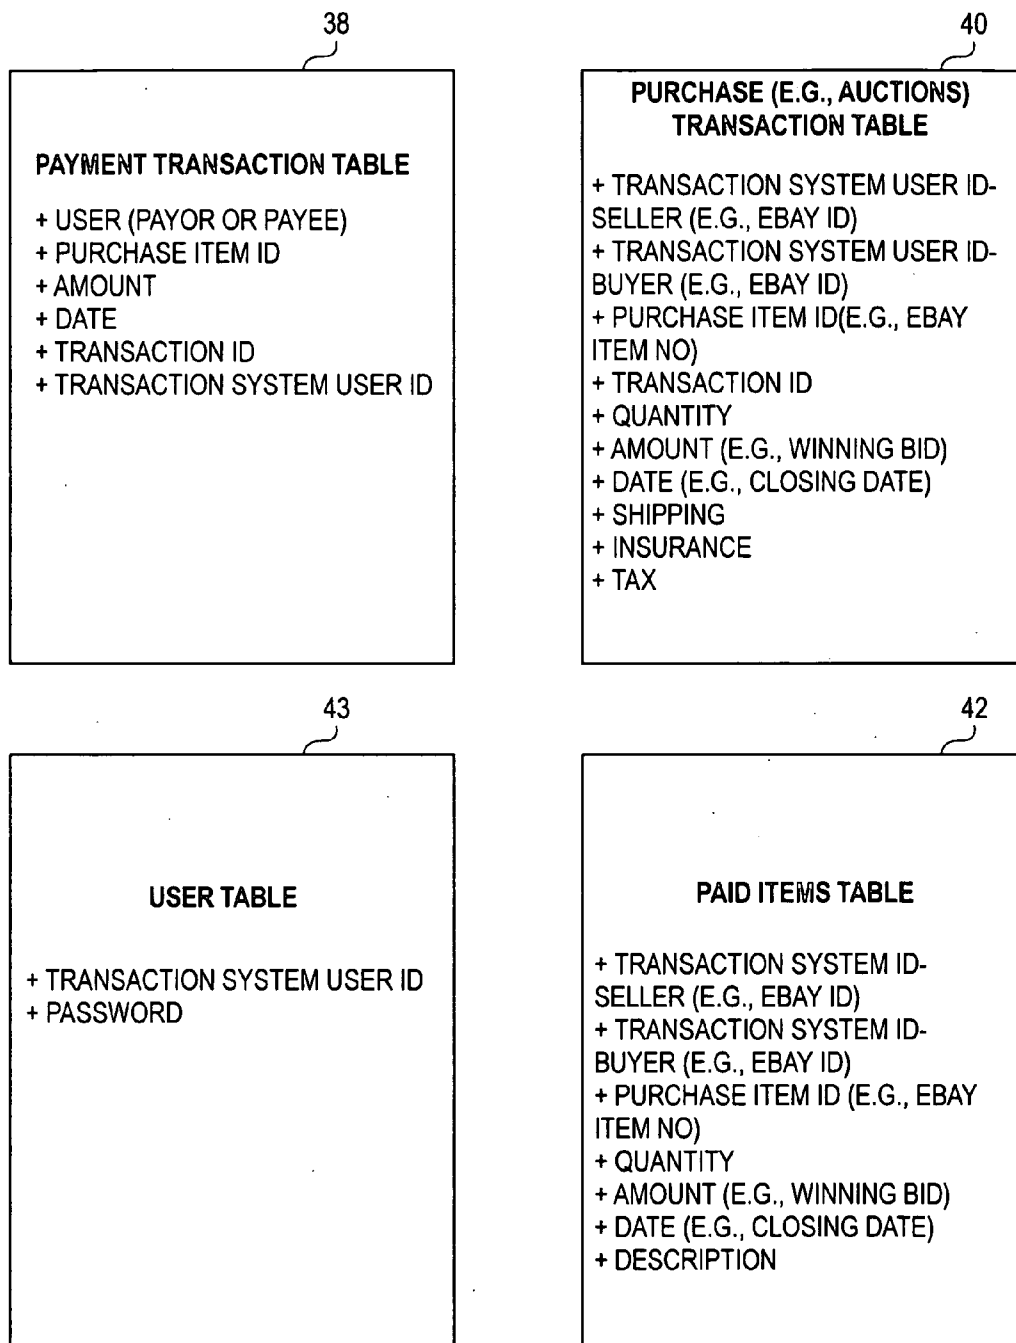 38
PAYMENT TRANSACTION TABLE
+ USER (PAYOR OR PAYEE)
+ PURCHASE ITEM ID
+ AMOUNT
+ DATE
+ TRANSACTION ID
+ TRANSACTION SYSTEM USER ID
40
PURCHASE (E.G., AUCTIONS)
TRANSACTION TABLE
+ TRANSACTION SYSTEM USER ID-
SELLER (E.G., EBAY ID)
+ TRANSACTION SYSTEM USER ID-
BUYER (E.G., EBAY ID)
+ PURCHASE ITEM ID(E.G., EBAY
ITEM NO)
+ TRANSACTION ID
+ QUANTITY
+ AMOUNT (E.G., WINNING BID)
+ DATE (E.G., CLOSING DATE)
+ SHIPPING
+ INSURANCE
+ TAX
43
USER TABLE
+ TRANSACTION SYSTEM USER ID
+ PASSWORD
42
PAID ITEMS TABLE
+ TRANSACTION SYSTEM ID-
SELLER (E.G., EBAY ID)
+ TRANSACTION SYSTEM ID-
BUYER (E.G., EBAY ID)
+ PURCHASE ITEM ID (E.G., EBAY
ITEM NO)
+ QUANTITY
+ AMOUNT (E.G., WINNING BID)
+ DATE (E.G., CLOSING DATE)
+ DESCRIPTION